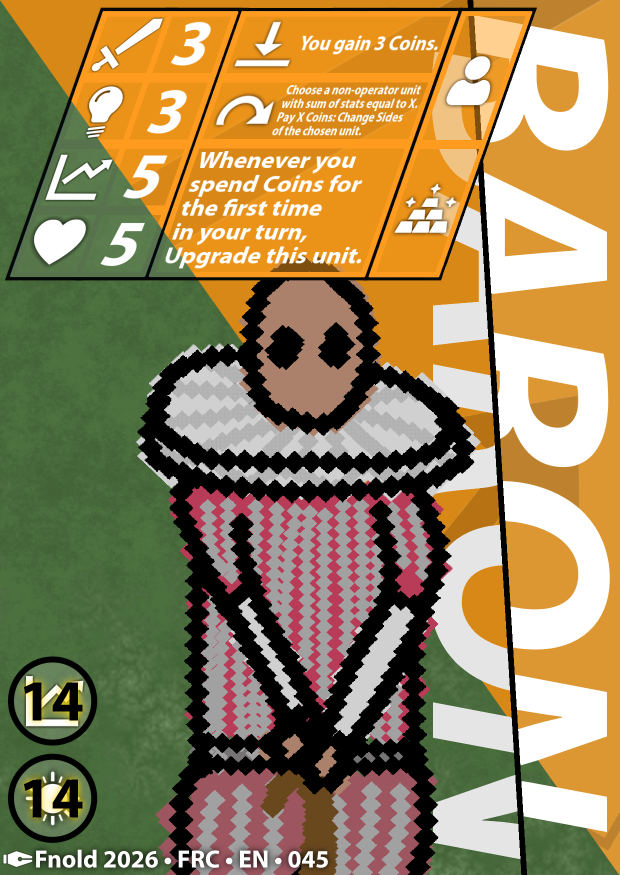 3
You gain 3 Coins.
3
Choose a non-operator unit
with sum of stats equal to X.
Pay X Coins: Change Sides
of the chosen unit.
5
Whenever you
spend Coins for
the first time
in your turn,
Upgrade this unit.
5
BARON
14
14
Fnold 2026 • FRC • EN • 045